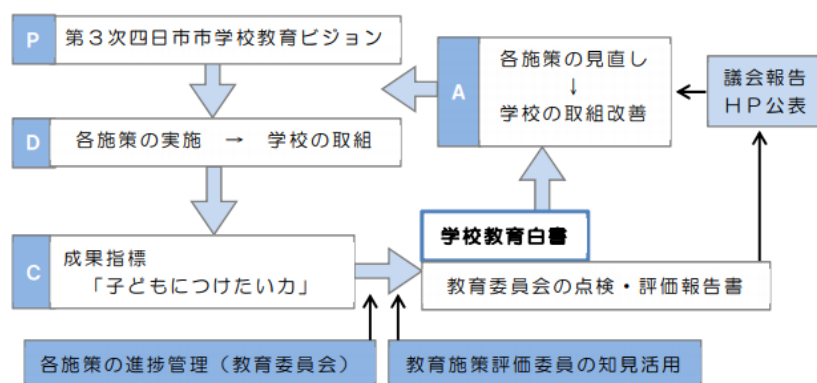 P 第３次四日市市学校教育ビジョン
D 各施策の実施 → 学校の取組
C 成果指標
「子どもにつけたい力」
各施策の進捗管理（教育委員会）
教育施策評価委員の知見活用
学校教育白書
教育委員会の点検・評価報告書
A 各施策の見直し
↓
学校の取組改善
議会報告
ＨＰ公表